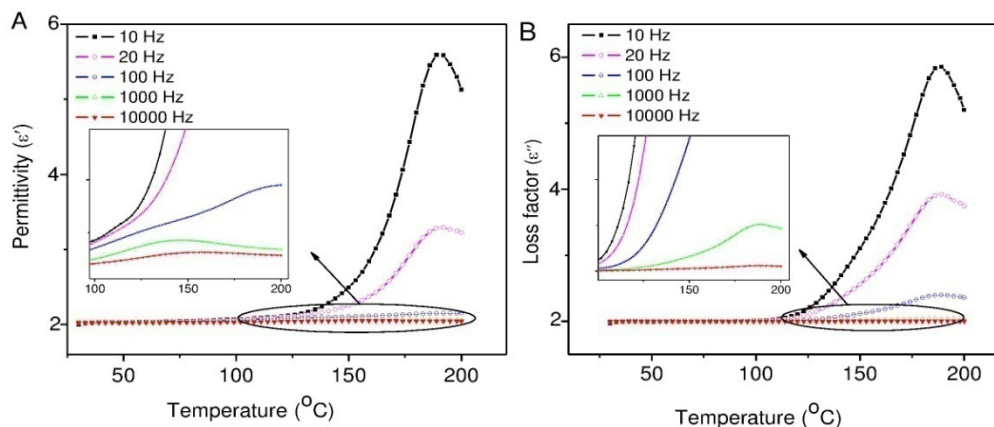 A
6
4
2
Permittivity (ε′)
10 Hz
20 Hz
100 Hz
1000 Hz
10000 Hz
100
150
200
50
100
150
200
Temperature (°C)
B
6
4
2
Loss factor (ε″)
10 Hz
20 Hz
100 Hz
1000 Hz
10000 Hz
150
200
50
100
150
200
Temperature (°C)